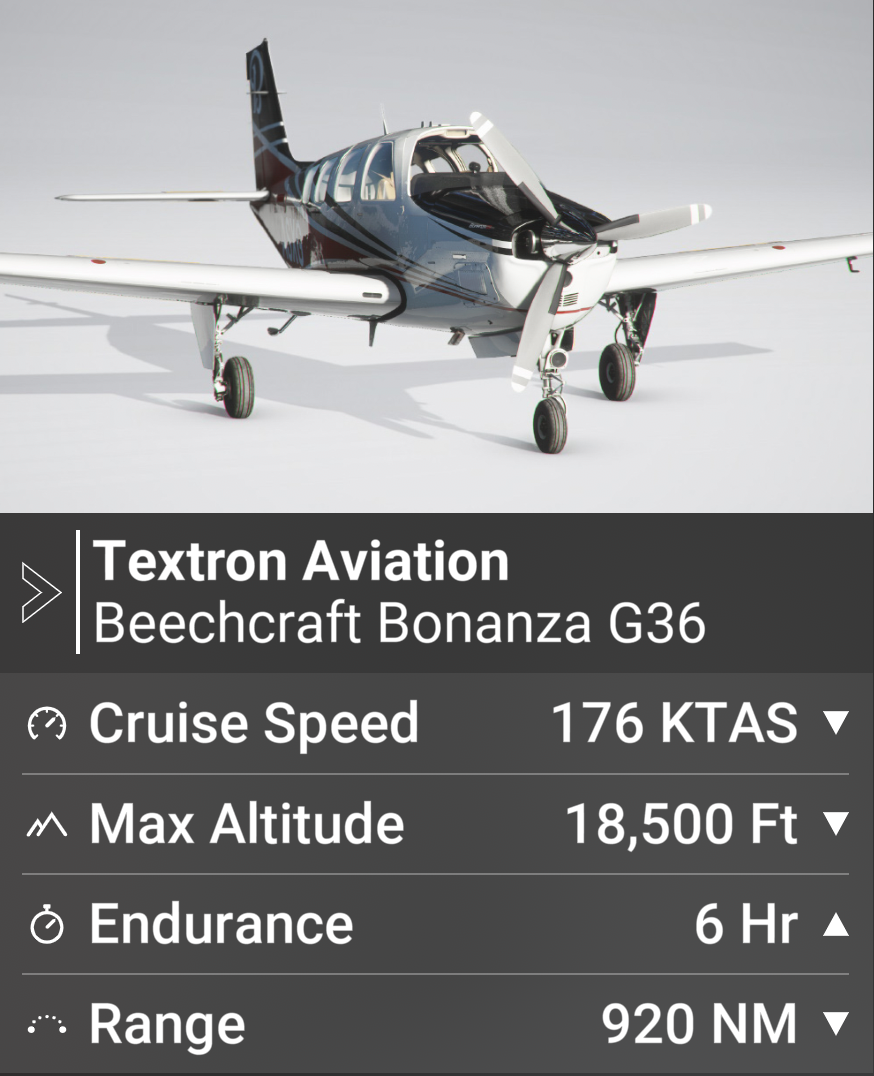 Textron Aviation
Beechcraft Bonanza G36
Cruise Speed 176 KTAS
Max Altitude 18,500 Ft
Endurance 6 Hr
Range 920 NM